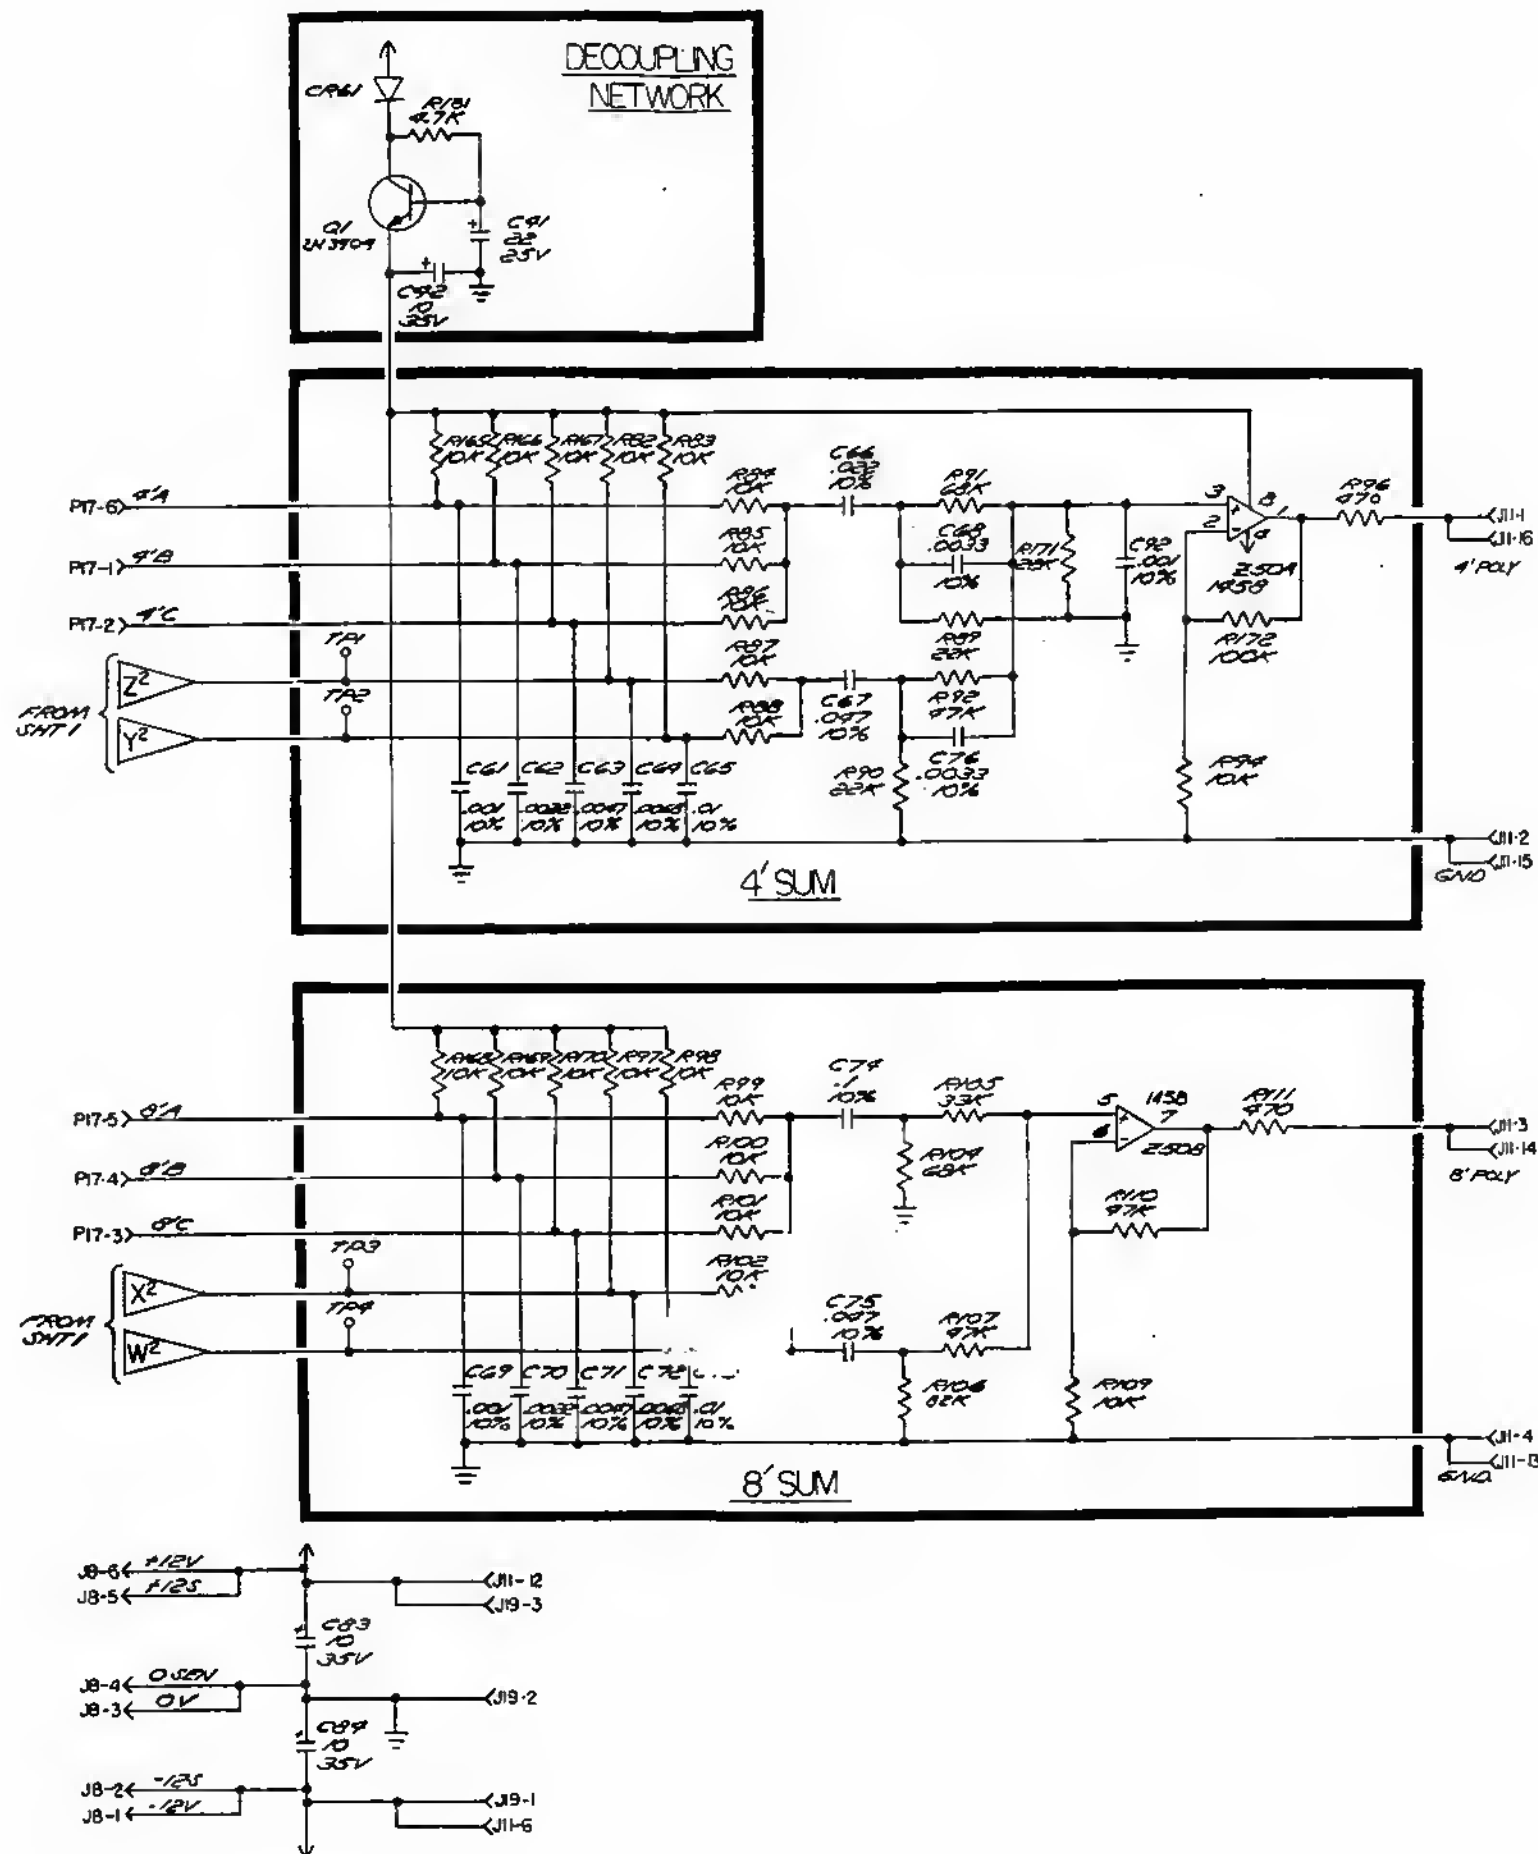 DECOUPLING
NETWORK
CR61
R181
4.7K
Q1
2N3904
+
C41
22
25V
+
C42
10
35V
R165
10K
R166
10K
R167
10K
R82
10K
R83
10K
P17-6 4'A
P17-1 4'B
P17-2 4'C
FROM
SHT 1
Z²
Y²
TP1
TP2
R84
10K
R85
10K
R86
10K
R87
10K
R88
10K
C66
.022
10%
R91
68K
C68
.0033
10%
R89
22K
R171
22K
C92
.001
10%
C67
.047
10%
R92
47K
C76
.0033
10%
R90
22K
3
2
8
1
4
+
-
Z50A
1458
R172
100K
R94
10K
R96
470
J11-1
J11-16
4' POLY
C61
.001
10%
C62
.0022
10%
C63
.0047
10%
C64
.0068
10%
C65
.01
10%
J11-2
J11-15
GND
4' SUM
R168
10K
R169
10K
R170
10K
R97
10K
R98
10K
P17-5 8'A
P17-4 8'B
P17-3 8'C
FROM
SHT 1
X²
W²
TP3
TP4
R99
10K
R100
10K
R101
10K
R102
10K
C74
.1
10%
R105
33K
R104
68K
C75
.047
10%
R107
47K
R106
82K
5
6
7
+
-
1458
Z50B
R110
47K
R109
10K
R111
470
J11-3
J11-14
8' POLY
C69
.001
10%
C70
.0022
10%
C71
.0047
10%
C72
.0068
10%
.01
10%
J11-4
J11-13
GND
8' SUM
J8-6 +12V
J8-5 +12S
J11-12
J19-3
C83
10
35V
J8-4 0 SEN
J8-3 0V
J19-2
C84
10
35V
J8-2 -12S
J8-1 -12V
J19-1
J11-6